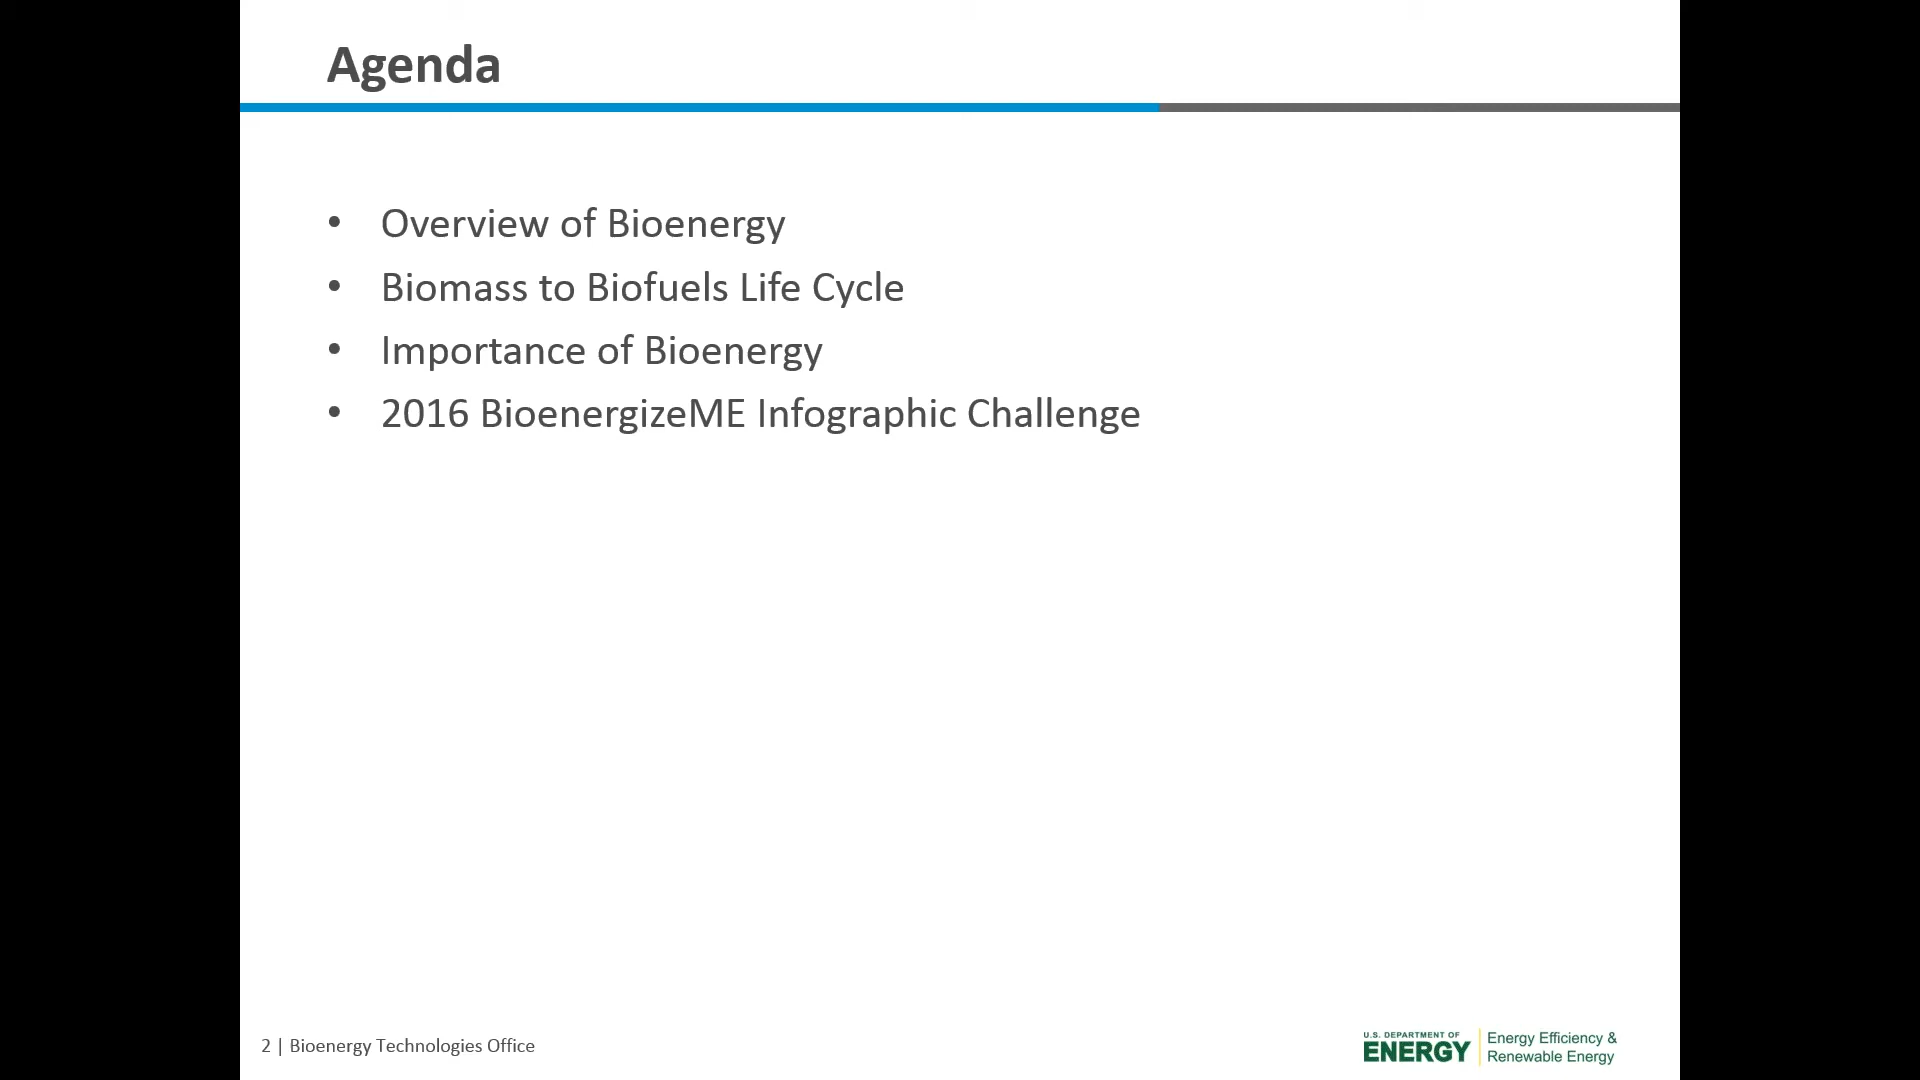 Agenda
• Overview of Bioenergy
• Biomass to Biofuels Life Cycle
• Importance of Bioenergy
• 2016 BioenergizeME Infographic Challenge
2 | Bioenergy Technologies Office
U.S. DEPARTMENT OF
ENERGY
Energy Efficiency &
Renewable Energy